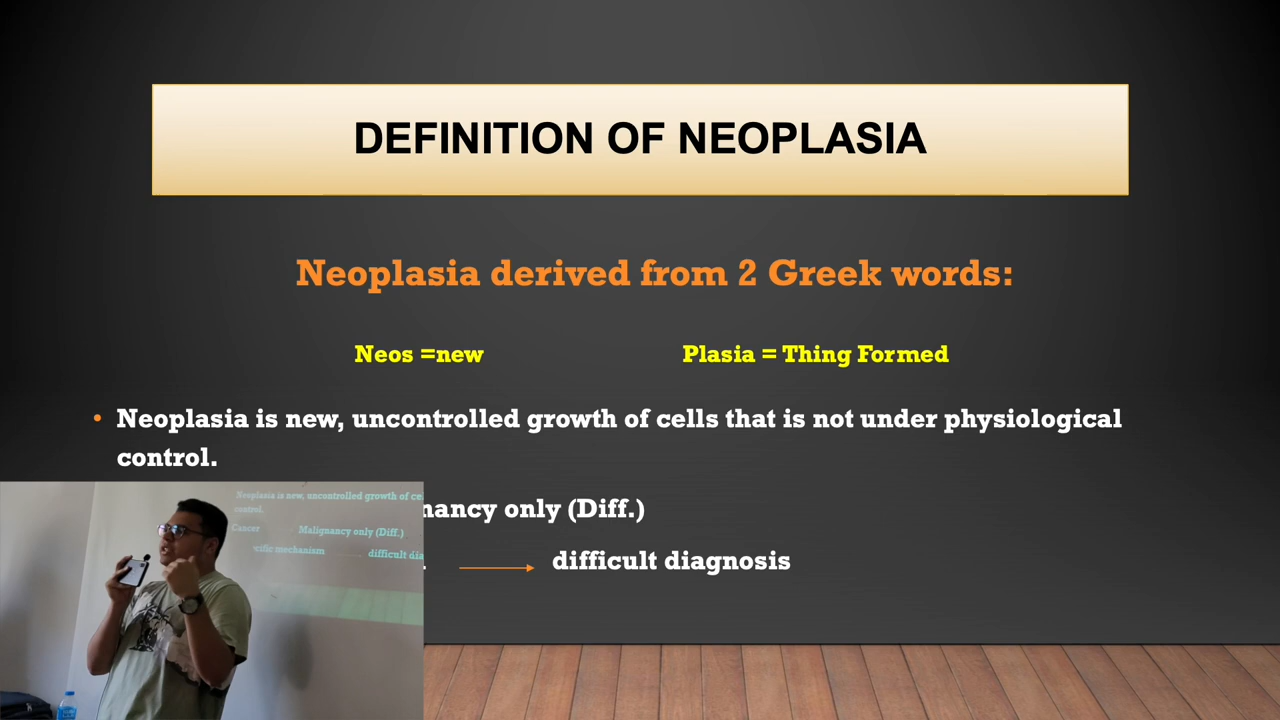 DEFINITION OF NEOPLASIA
Neoplasia derived from 2 Greek words:
Neos =new
Plasia = Thing Formed
• Neoplasia is new, uncontrolled growth of cells that is not under physiological
control.
nancy only (Diff.)
difficult diagnosis
Neoplasia is new, uncontrolled growth of ce
control.
Cancer Malignancy only (Diff.)
cific mechanism difficult dia